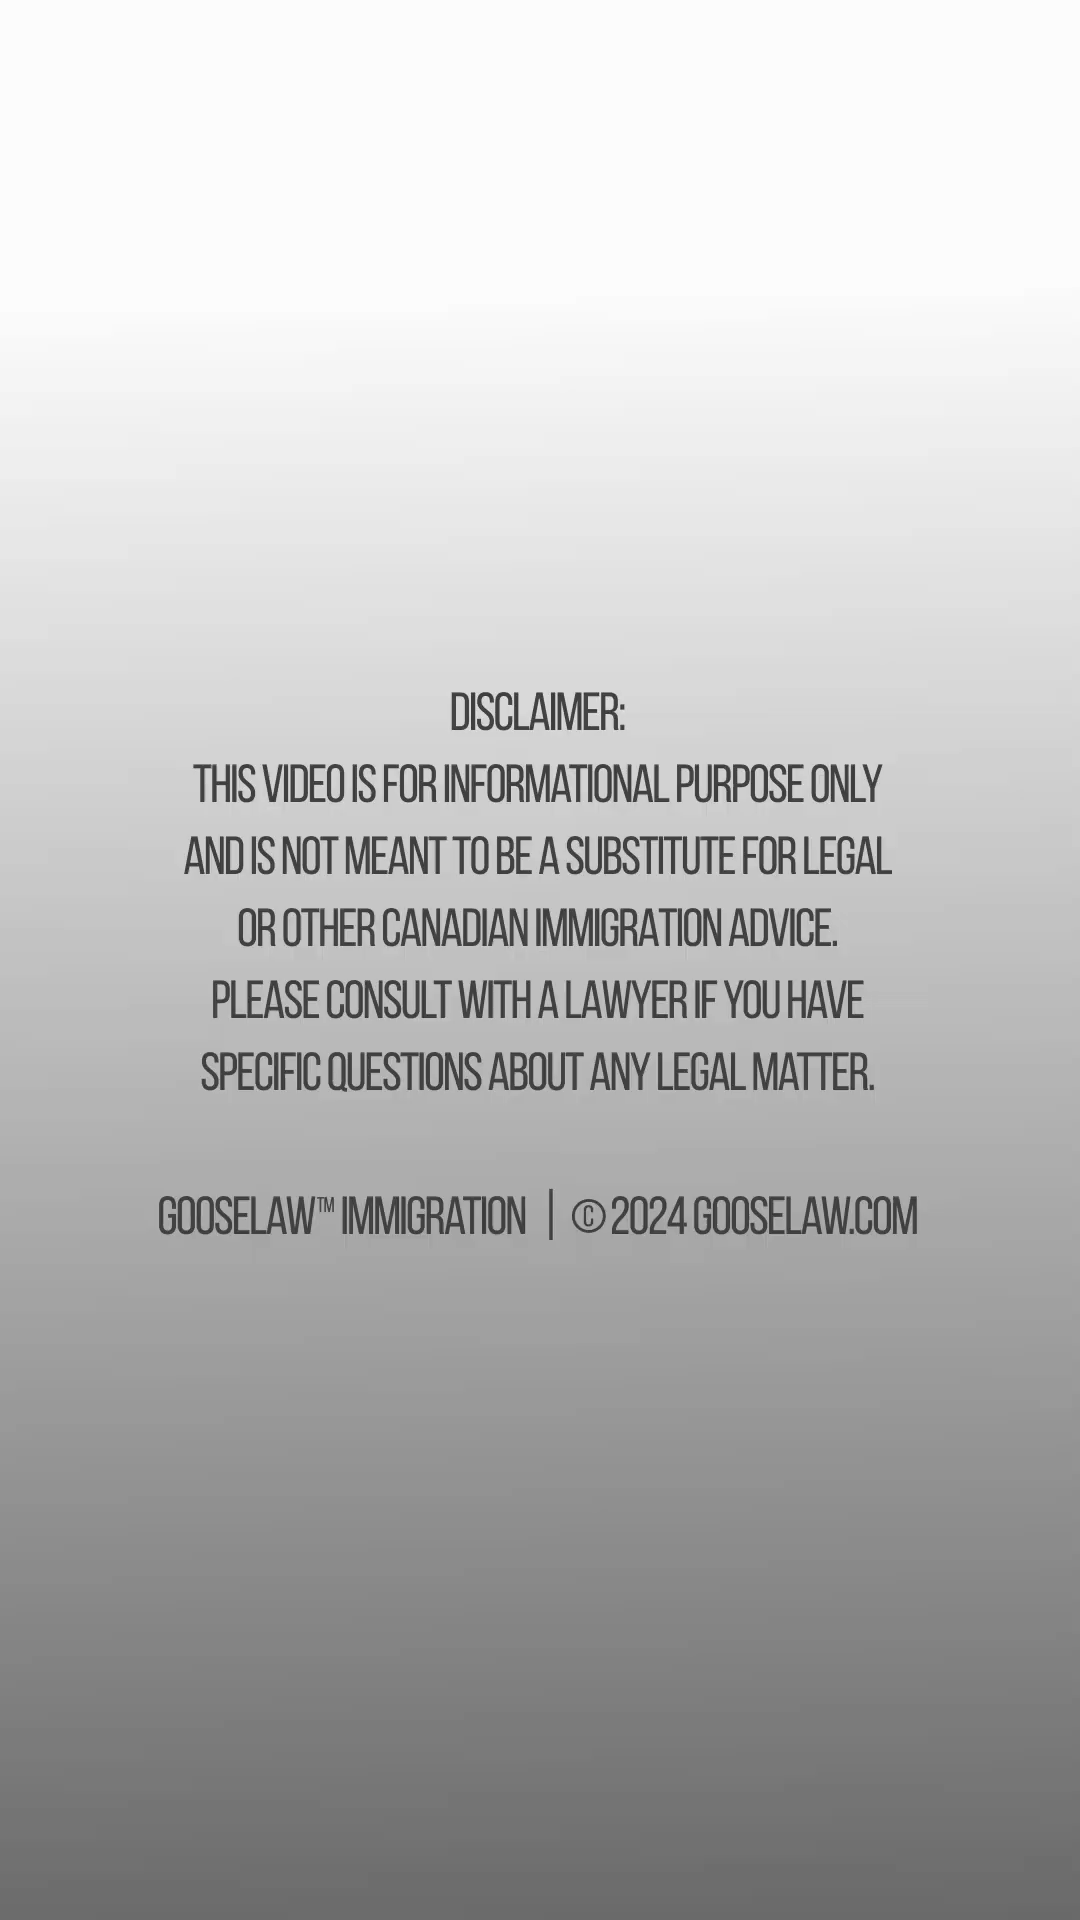 DISCLAIMER:
THIS VIDEO IS FOR INFORMATIONAL PURPOSE ONLY
AND IS NOT MEANT TO BE A SUBSTITUTE FOR LEGAL
OR OTHER CANADIAN IMMIGRATION ADVICE.
PLEASE CONSULT WITH A LAWYER IF YOU HAVE
SPECIFIC QUESTIONS ABOUT ANY LEGAL MATTER.
GOOSELAW™ IMMIGRATION | © 2024 GOOSELAW.COM